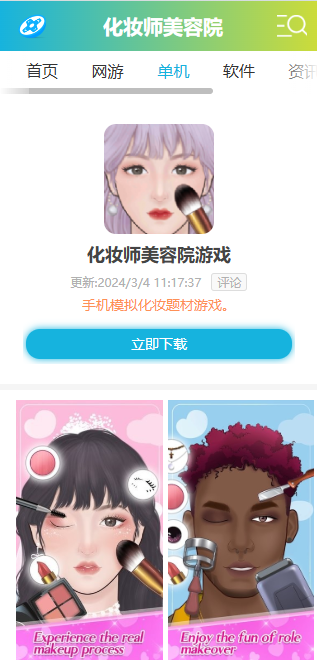 化妆师美容院
首页 网游 单机 软件 资讯
化妆师美容院游戏
更新:2024/3/4 11:17:37 评论
手机模拟化妆题材游戏。
立即下载
Experience the real
makeup process
Enjoy the fun of role
makeover